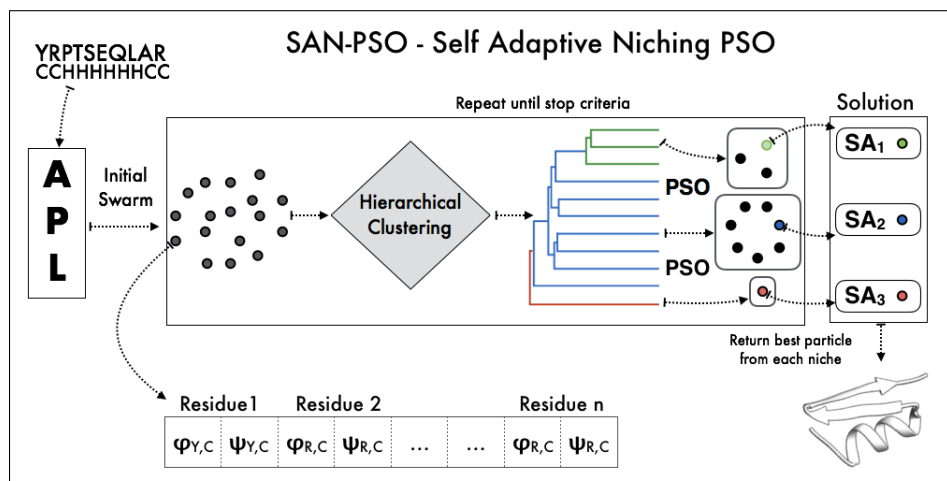 SAN-PSO - Self Adaptive Niching PSO
YRPTSEQLAR
CCHHHHHHCC
Repeat until stop criteria
Solution
A
P
L
Initial
Swarm
Hierarchical
Clustering
PSO
PSO
SA1
SA2
SA3
Return best particle
from each niche
Residue1 Residue 2 Residue n
φY,C ψY,C φR,C ψR,C ... ... φR,C ψR,C